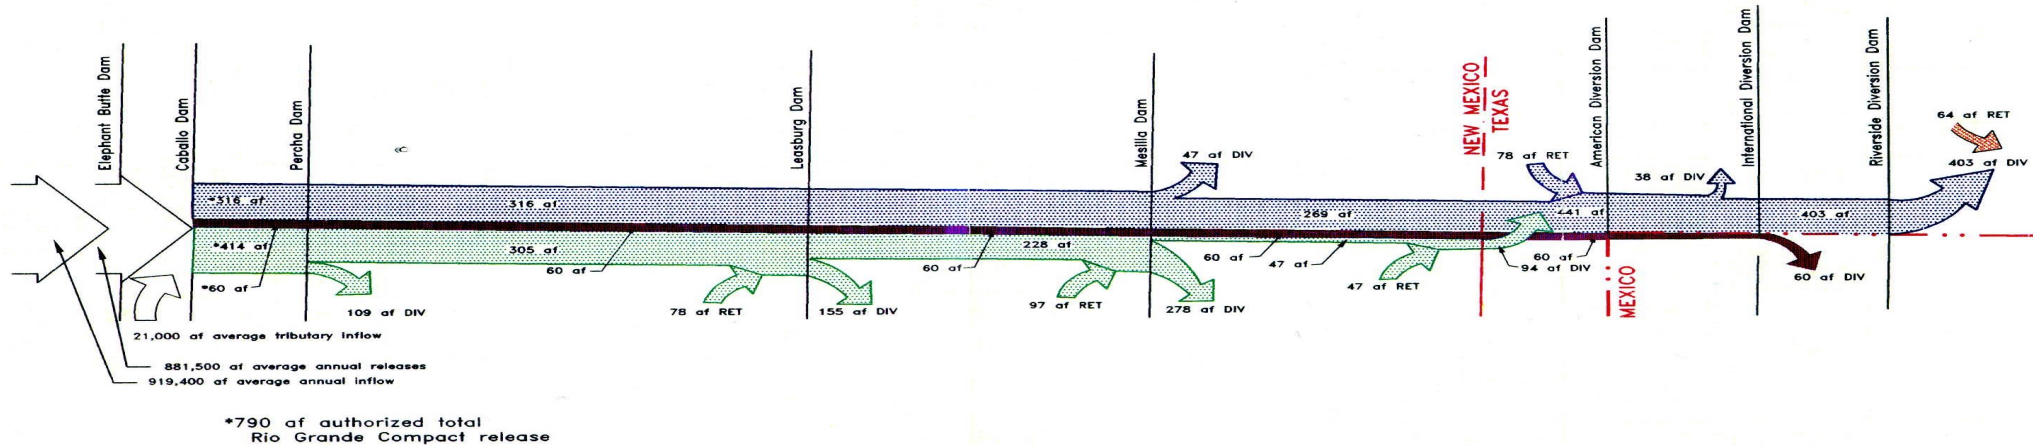 Elephant Butte Dam
Caballo Dam
Percha Dam
Leasburg Dam
Mesilla Dam
NEW MEXICO
TEXAS
American Diversion Dam
International Diversion Dam
Riverside Diversion Dam
64 af RET
403 af DIV
47 af DIV
78 af RET
38 af DIV
*316 af
316 af
269 af
441 af
403 af
*414 af
305 af
228 af
*60 af
60 af
60 af
60 af
47 af
94 af DIV
60 af
60 af DIV
109 af DIV
78 af RET
155 af DIV
97 af RET
278 af DIV
47 af RET
MEXICO
21,000 af average tributary inflow
881,500 af average annual releases
919,400 af average annual inflow
*790 af authorized total
Rio Grande Compact release